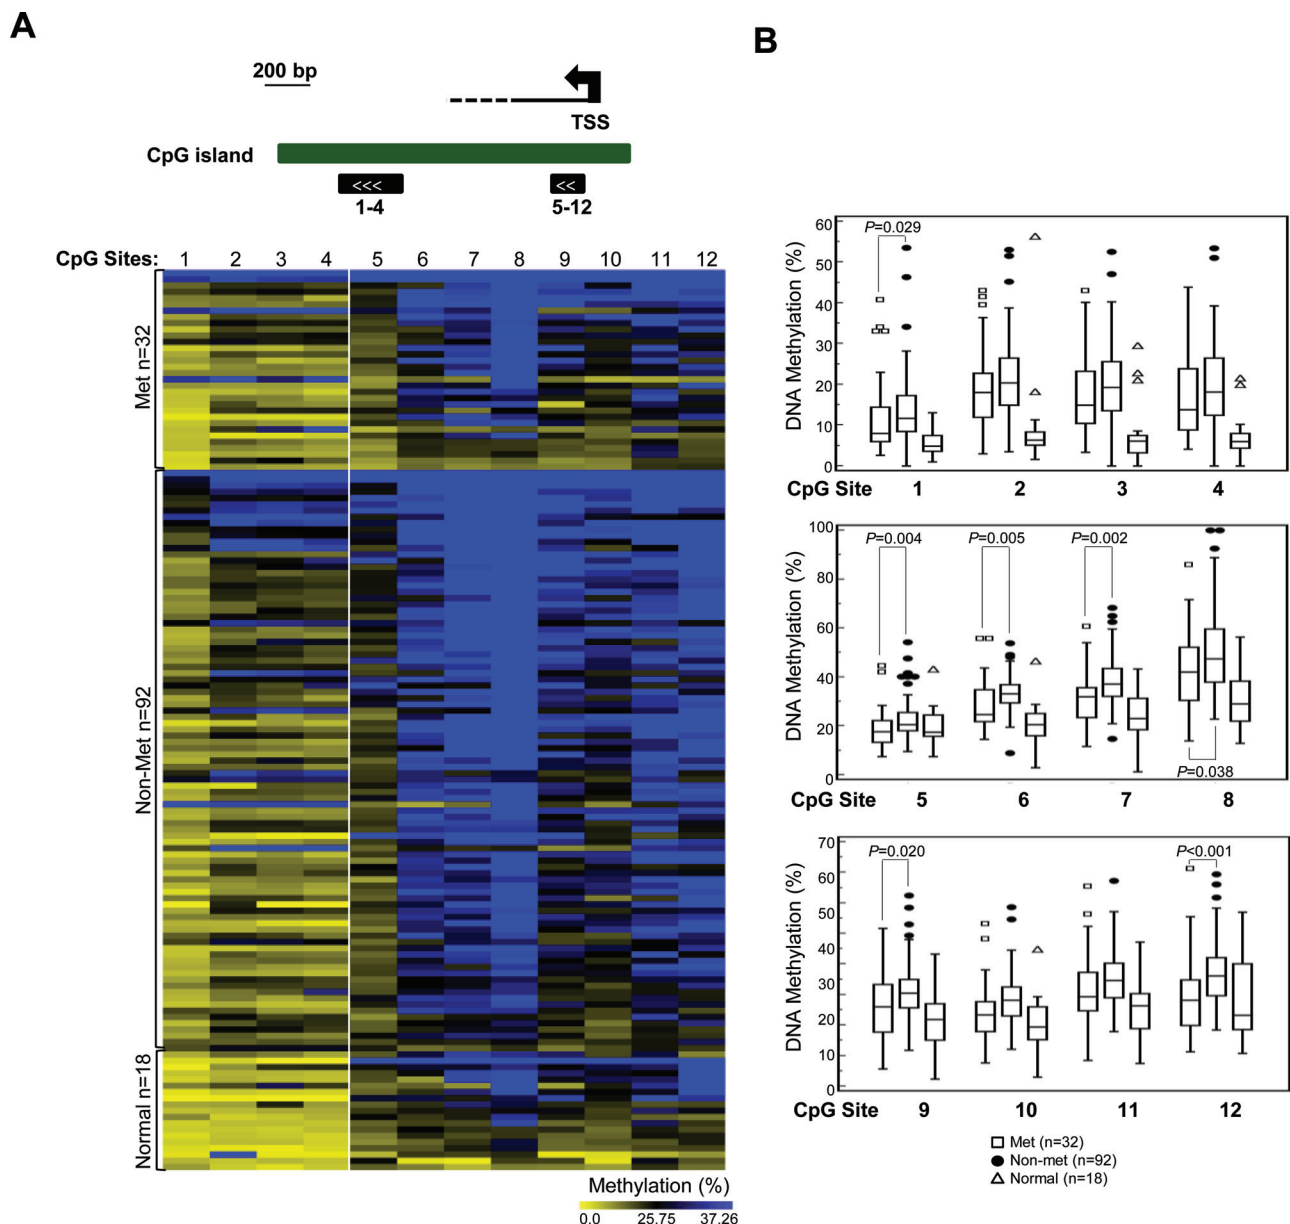 A
200 bp
TSS
CpG island
<<<
<<
1-4
5-12
CpG Sites: 1 2 3 4 5 6 7 8 9 10 11 12
Met n=32
Non-Met n=92
Normal n=18
Methylation (%)
0.0 25.75 37.26
B
DNA Methylation (%)
60
50
40
30
20
10
0
P=0.029
CpG Site 1 2 3 4
DNA Methylation (%)
100
80
60
40
20
0
P=0.004
P=0.005
P=0.002
P=0.038
CpG Site 5 6 7 8
DNA Methylation (%)
70
60
50
40
30
20
10
0
P=0.020
P<0.001
CpG Site 9 10 11 12
Met (n=32)
Non-met (n=92)
Normal (n=18)